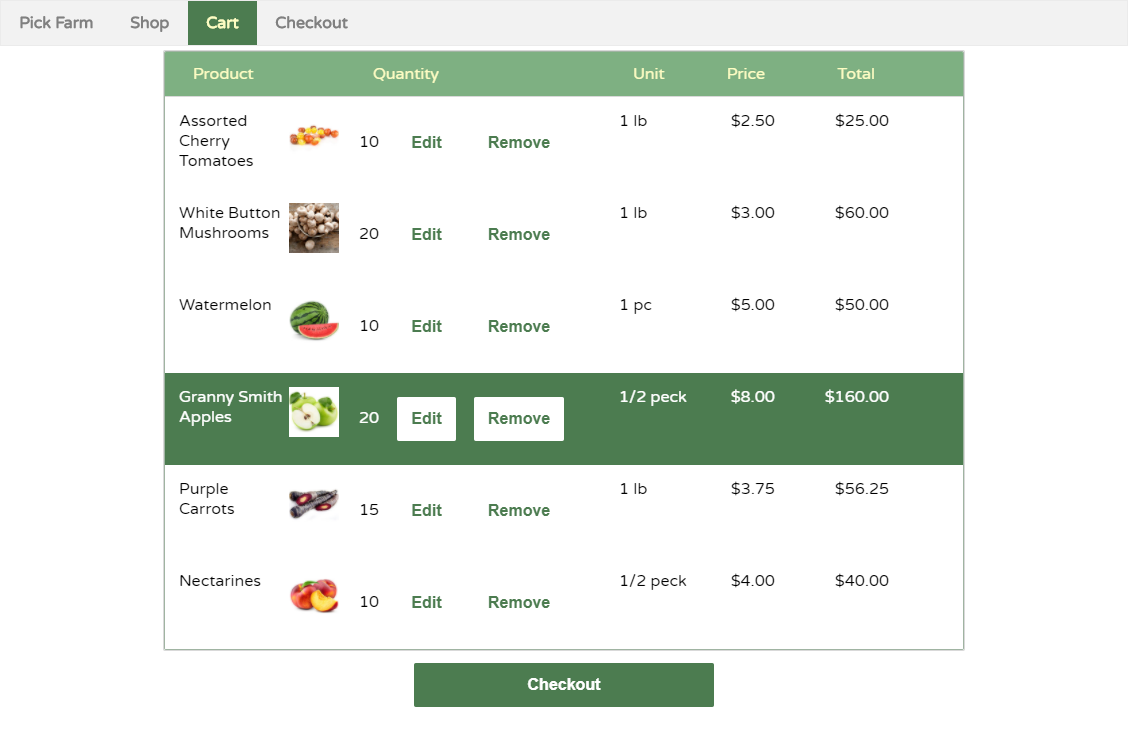 Pick Farm Shop Cart Checkout
Product Quantity Unit Price Total
Assorted Cherry Tomatoes 10 Edit Remove 1 lb $2.50 $25.00
White Button Mushrooms 20 Edit Remove 1 lb $3.00 $60.00
Watermelon 10 Edit Remove 1 pc $5.00 $50.00
Granny Smith Apples 20 Edit Remove 1/2 peck $8.00 $160.00
Purple Carrots 15 Edit Remove 1 lb $3.75 $56.25
Nectarines 10 Edit Remove 1/2 peck $4.00 $40.00
Checkout